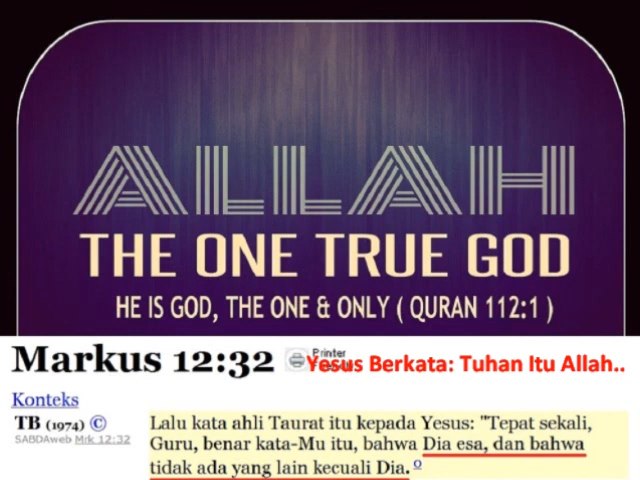 ALLAH
THE ONE TRUE GOD
HE IS GOD, THE ONE & ONLY ( QURAN 112:1 )
Markus 12:32
Printer
Yesus Berkata: Tuhan Itu Allah..
Konteks
TB (1974) ©
SABDAweb Mrk 12:32
Lalu kata ahli Taurat itu kepada Yesus: "Tepat sekali,
Guru, benar kata-Mu itu, bahwa Dia esa, dan bahwa
tidak ada yang lain kecuali Dia. o